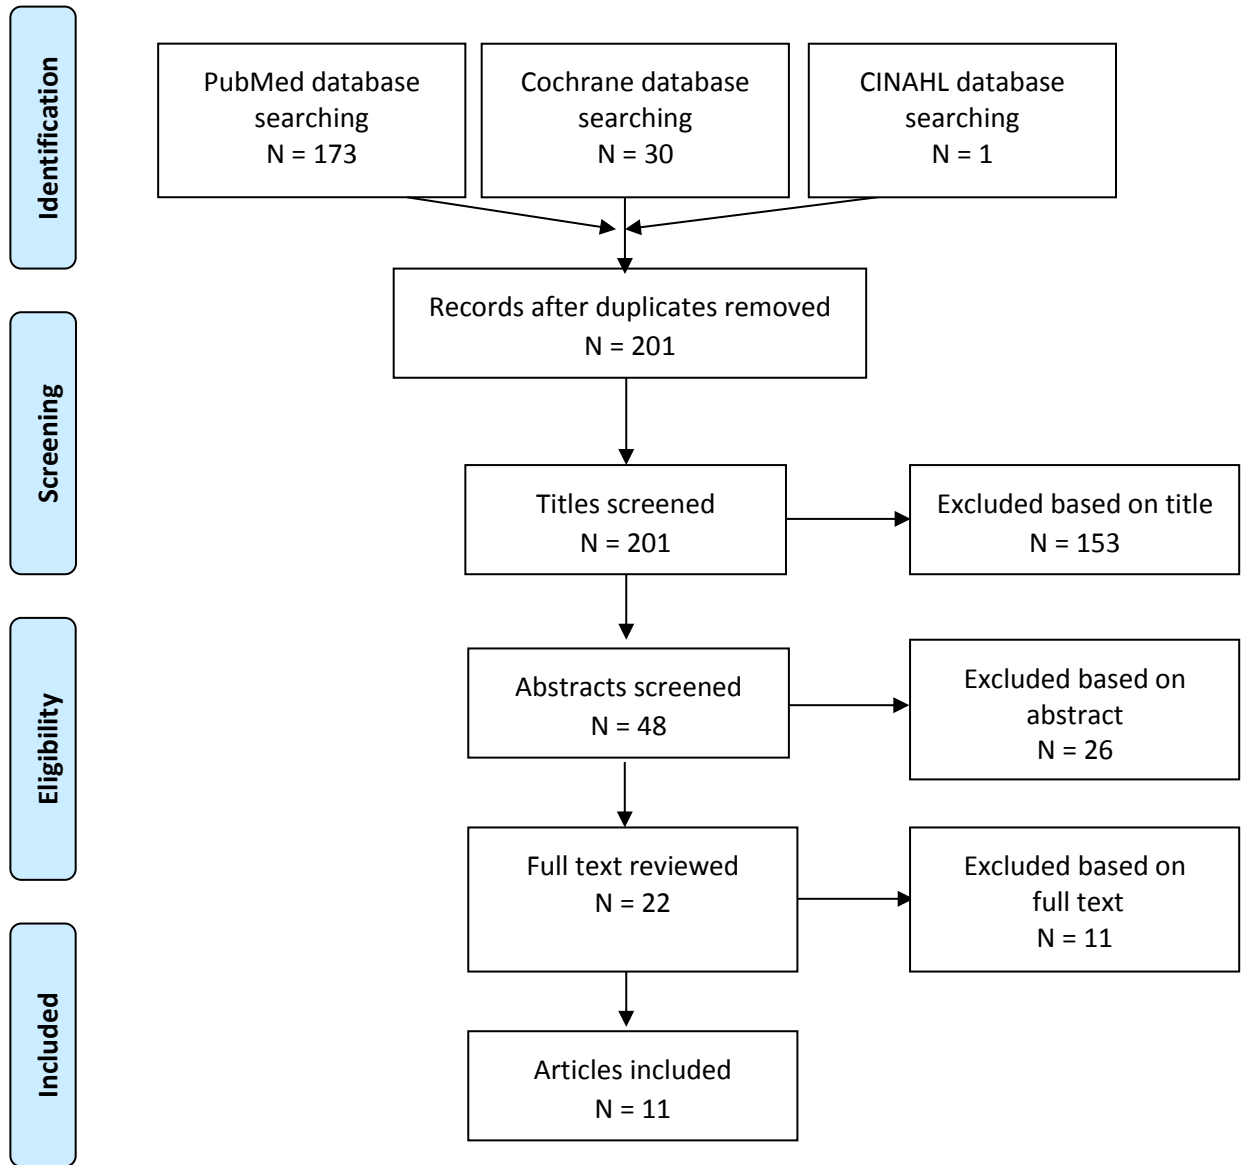 Identification
PubMed database
searching
N = 173
Cochrane database
searching
N = 30
CINAHL database
searching
N = 1
Records after duplicates removed
N = 201
Screening
Titles screened
N = 201
Excluded based on title
N = 153
Eligibility
Abstracts screened
N = 48
Excluded based on
abstract
N = 26
Full text reviewed
N = 22
Excluded based on
full text
N = 11
Included
Articles included
N = 11